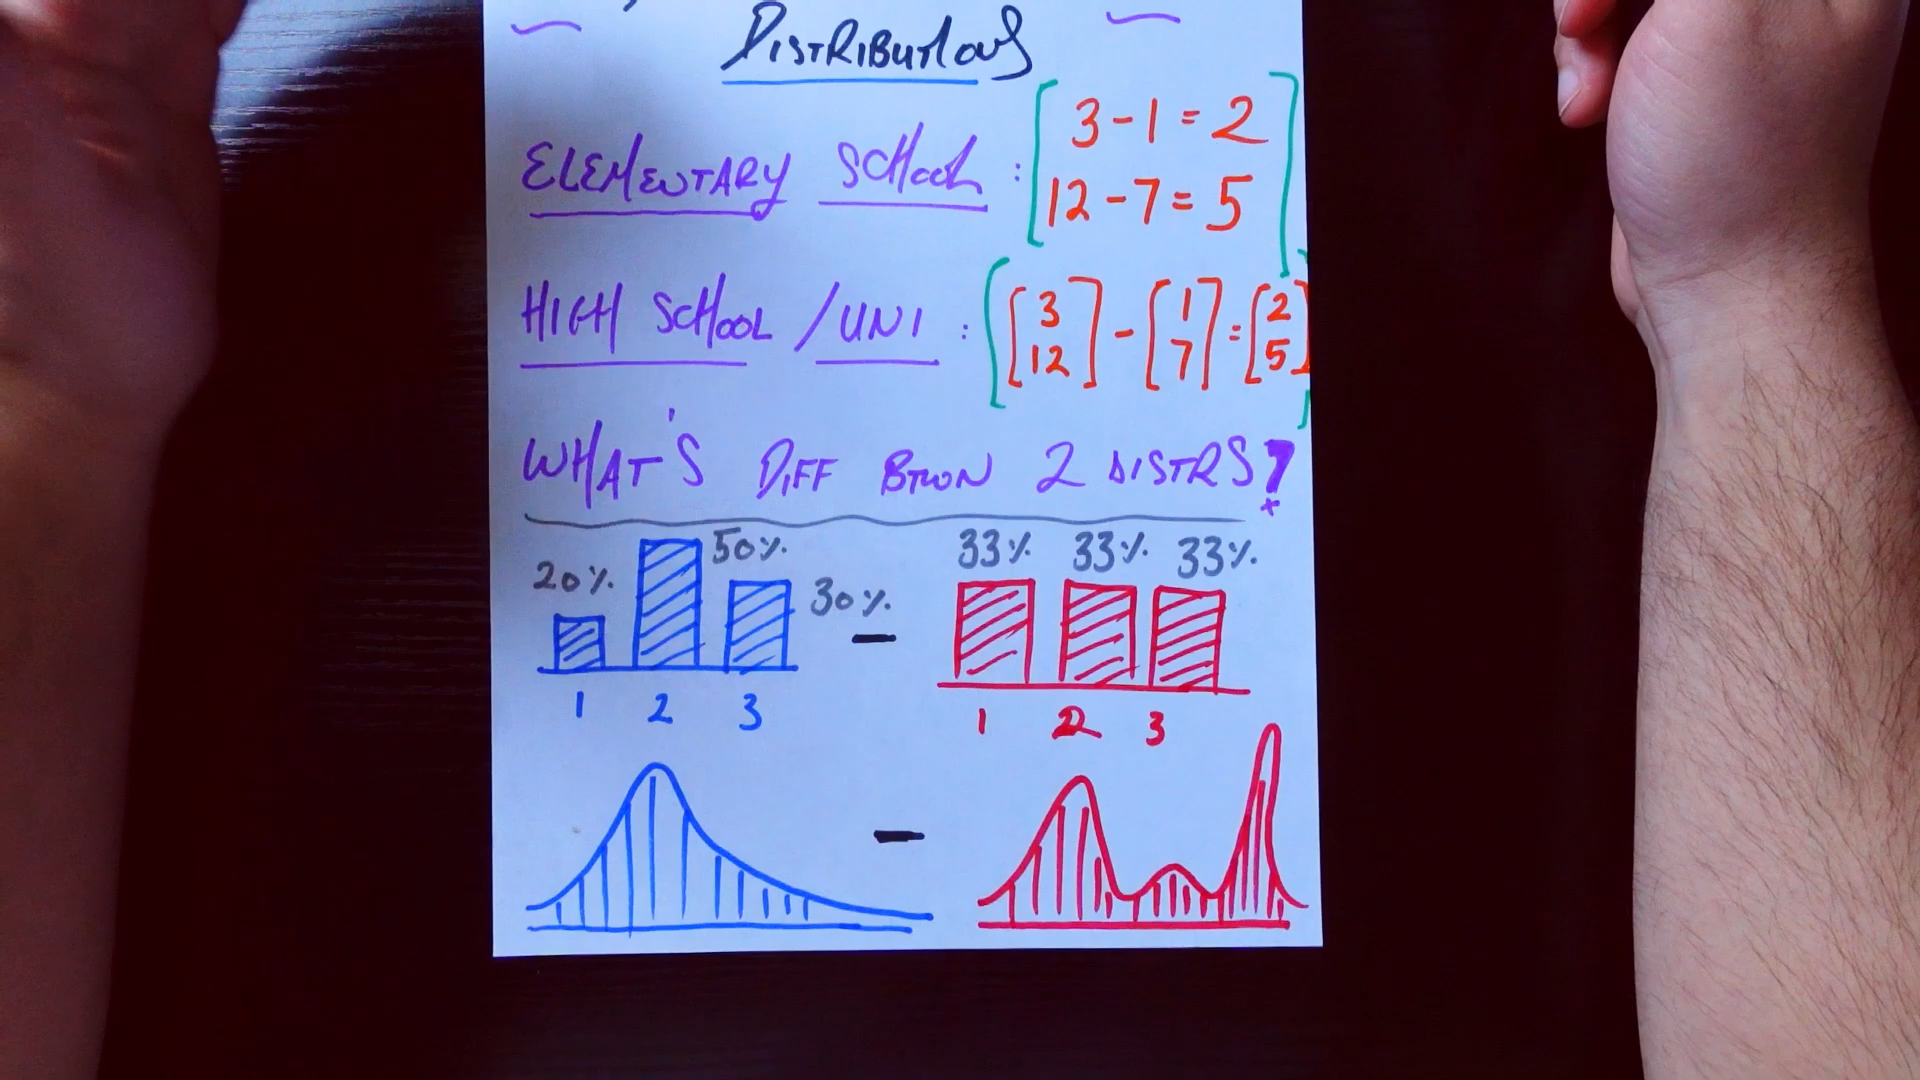 DISTRIBUTIONS
ELEMENTARY SCHOOL : [ 3 - 1 = 2
12 - 7 = 5 ]
HIGH SCHOOL / UNI : [ [3 12] - [1 7] = [2 5] ]
WHAT'S DIFF BTWN 2 DISTRS?
20% 50% 30% - 33% 33% 33%
1 2 3 1 2 3
-